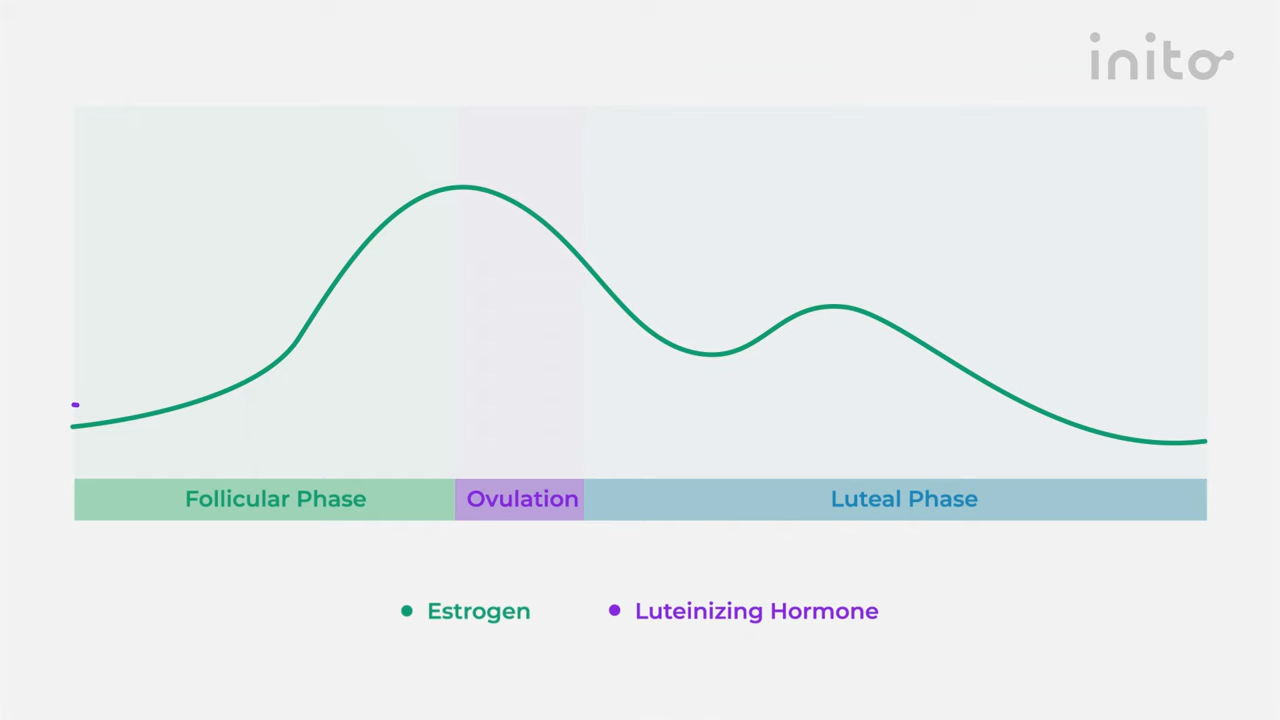 inito
Follicular Phase
Ovulation
Luteal Phase
Estrogen
Luteinizing Hormone